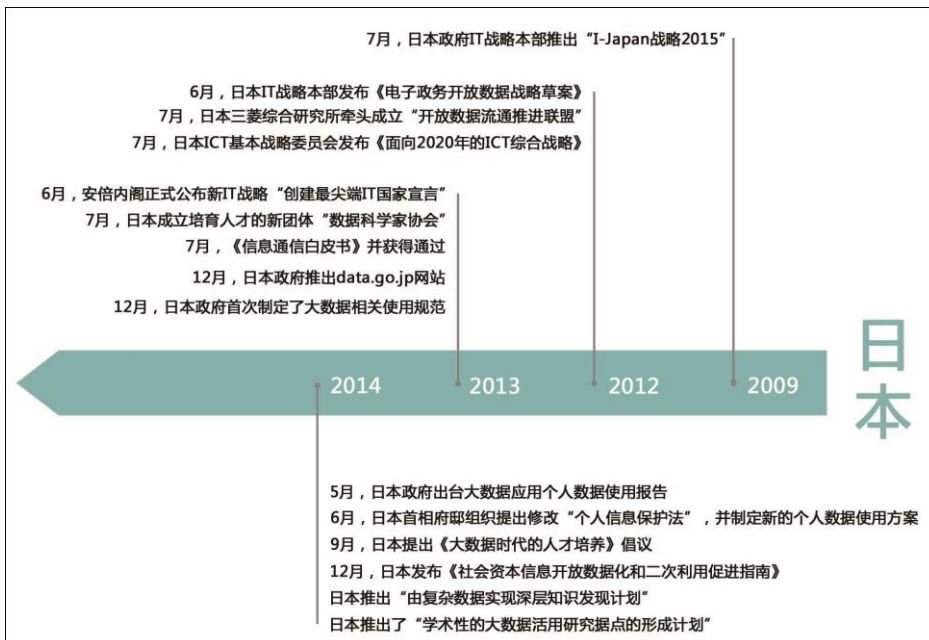 7月，日本政府IT战略本部推出“I-Japan战略2015”
6月，日本IT战略本部发布《电子政务开放数据战略草案》
7月，日本三菱综合研究所牵头成立“开放数据流通推进联盟”
7月，日本ICT基本战略委员会发布《面向2020年的ICT综合战略》
6月，安倍内阁正式公布新IT战略“创建最尖端IT国家宣言”
7月，日本成立培育人才的新团体“数据科学家协会”
7月，《信息通信白皮书》并获得通过
12月，日本政府推出data.go.jp网站
12月，日本政府首次制定了大数据相关使用规范
2014
2013
2012
2009
日本
5月，日本政府出台大数据应用个人数据使用报告
6月，日本首相府邸组织提出修改“个人信息保护法”，并制定新的个人数据使用方案
9月，日本提出《大数据时代的人才培养》倡议
12月，日本发布《社会资本信息开放数据化和二次利用促进指南》
日本推出“由复杂数据实现深层知识发现计划”
日本推出了“学术性的大数据活用研究据点的形成计划”